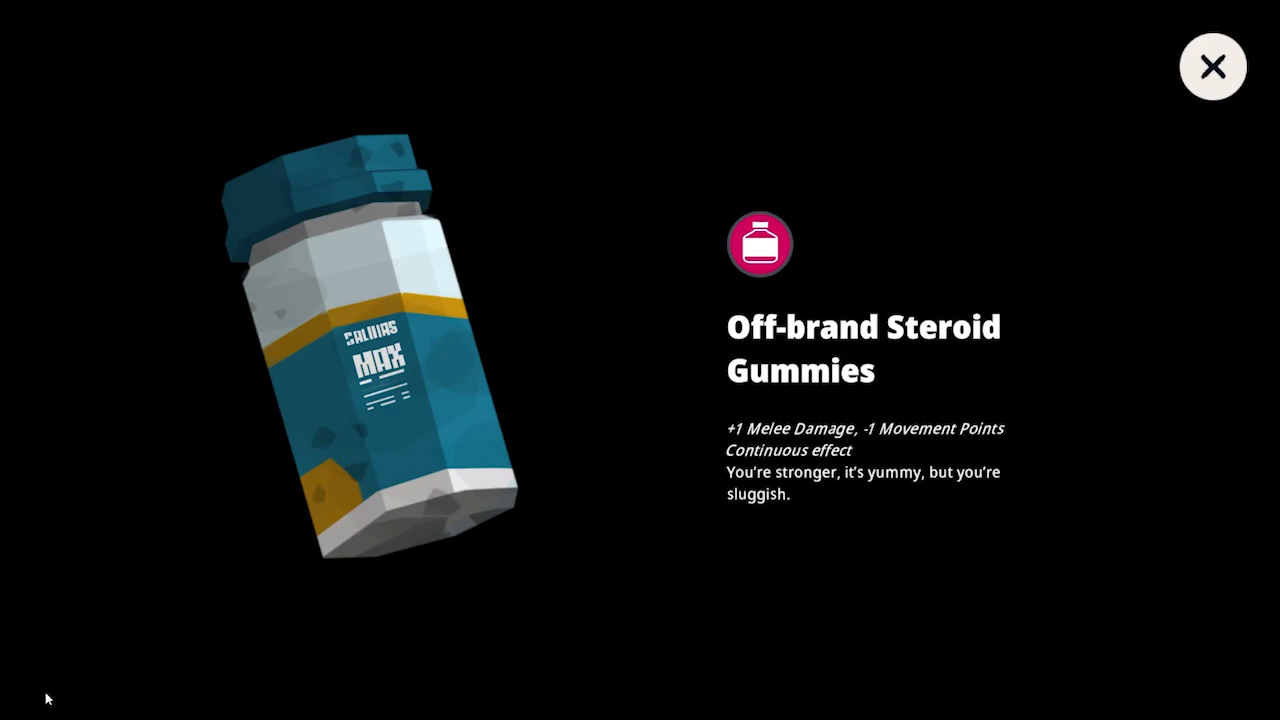 Off-brand Steroid
Gummies
+1 Melee Damage, -1 Movement Points
Continuous effect
You're stronger, it's yummy, but you're
sluggish.
MAX